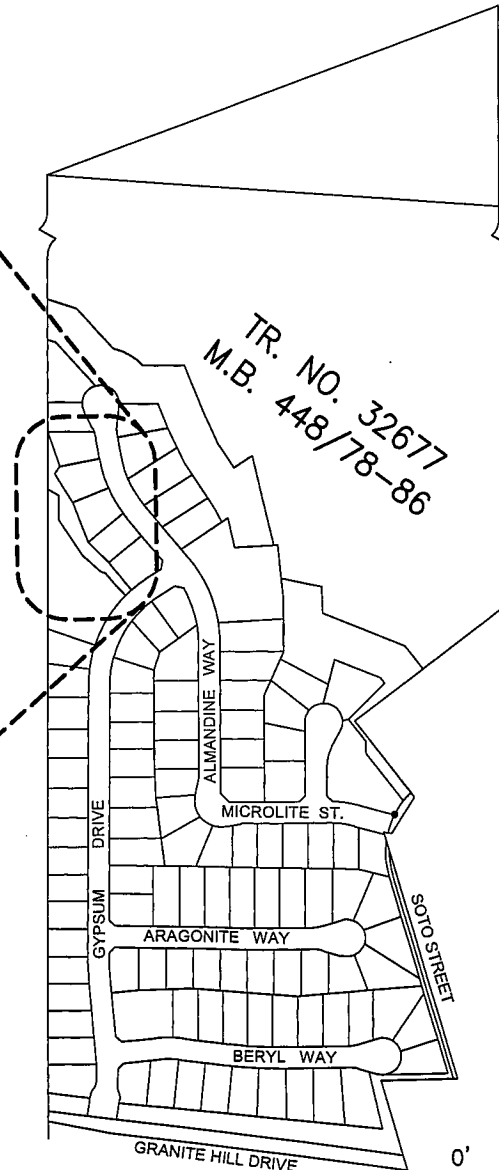 TR. NO. 32677
M.B. 448/78-86
ALMANDINE WAY
MICROLITE ST.
GYPSUM DRIVE
ARAGONITE WAY
SOTO STREET
BERYL WAY
GRANITE HILL DRIVE
0'